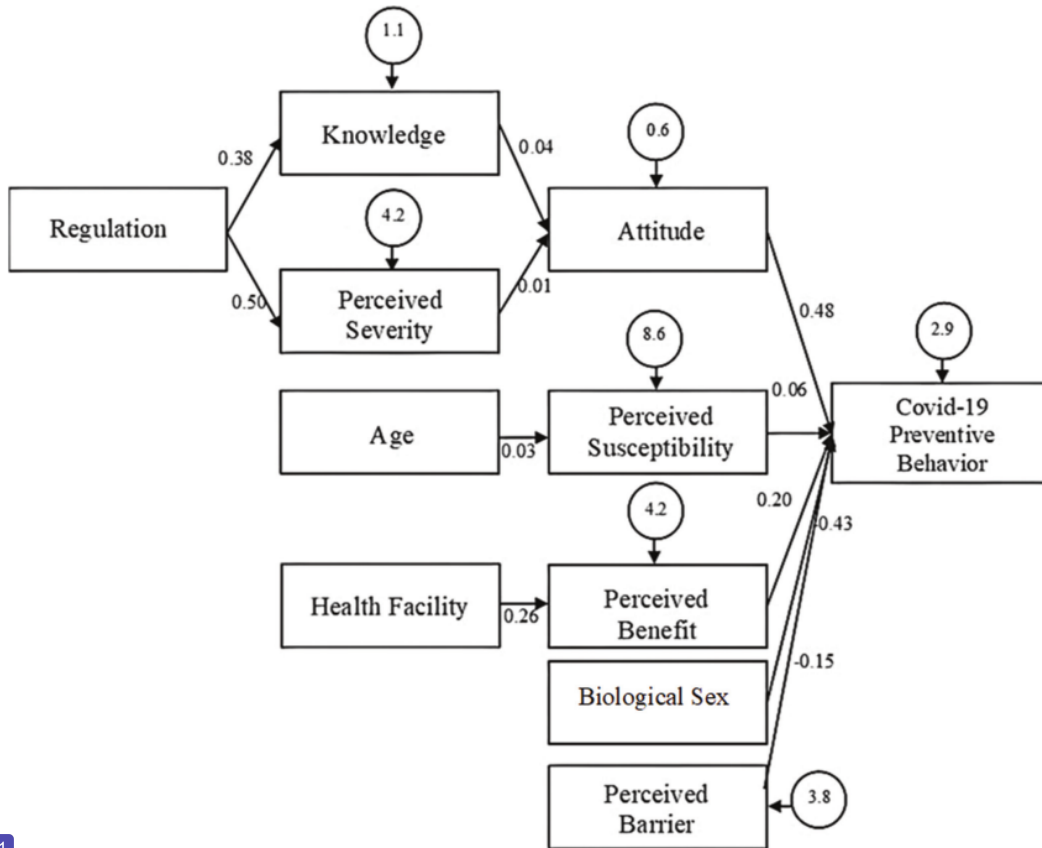 1.1
Knowledge
0.38
0.04
0.6
Regulation
4.2
Attitude
0.50
Perceived
Severity
0.01
0.48
8.6
2.9
Age
0.03
Perceived
Susceptibility
0.06
Covid-19
Preventive
Behavior
4.2
0.20
-0.43
Health Facility
0.26
Perceived
Benefit
-0.15
Biological Sex
Perceived
Barrier
3.8
1